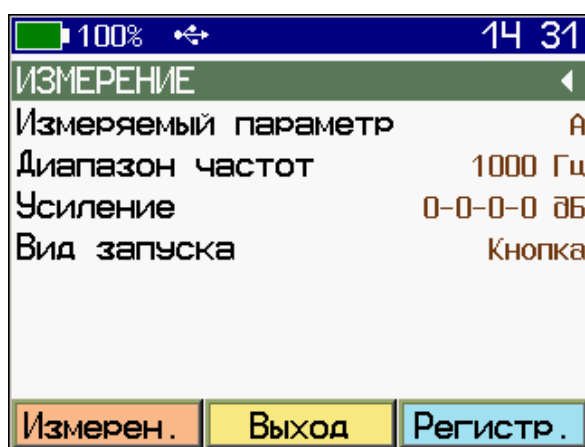 100% 14 31
ИЗМЕРЕНИЕ
Измеряемый параметр А
Диапазон частот 1000 Гц
Усиление 0-0-0-0 дБ
Вид запуска Кнопка
Измерен. Выход Регистр.